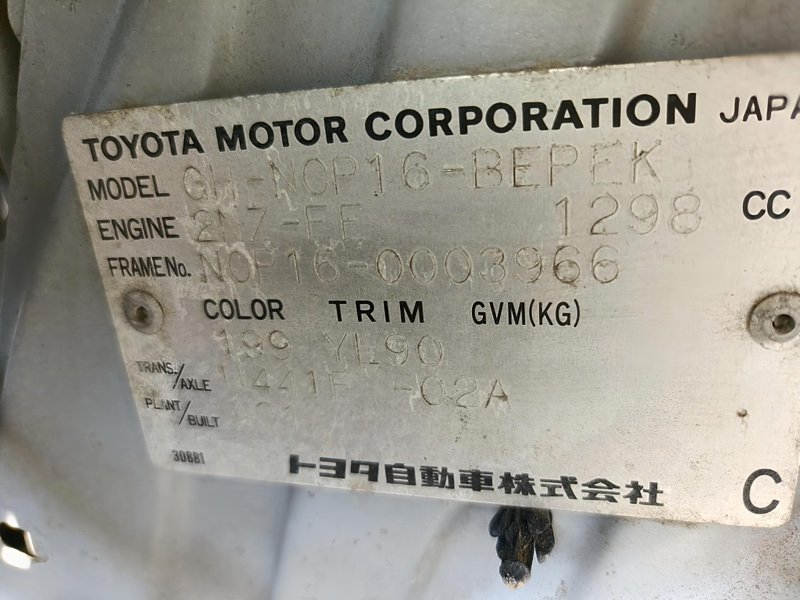 TOYOTA MOTOR CORPORATION JAPA
MODEL GH-NCP16-BEPEK
ENGINE 2NZ-FE 1298 CC
FRAME No. NCP16-0003966
COLOR TRIM GVM(KG)
199 YL90
TRANS./AXLE U441F -02A
PLANT/BUILT
30881
トヨタ自動車株式会社 C